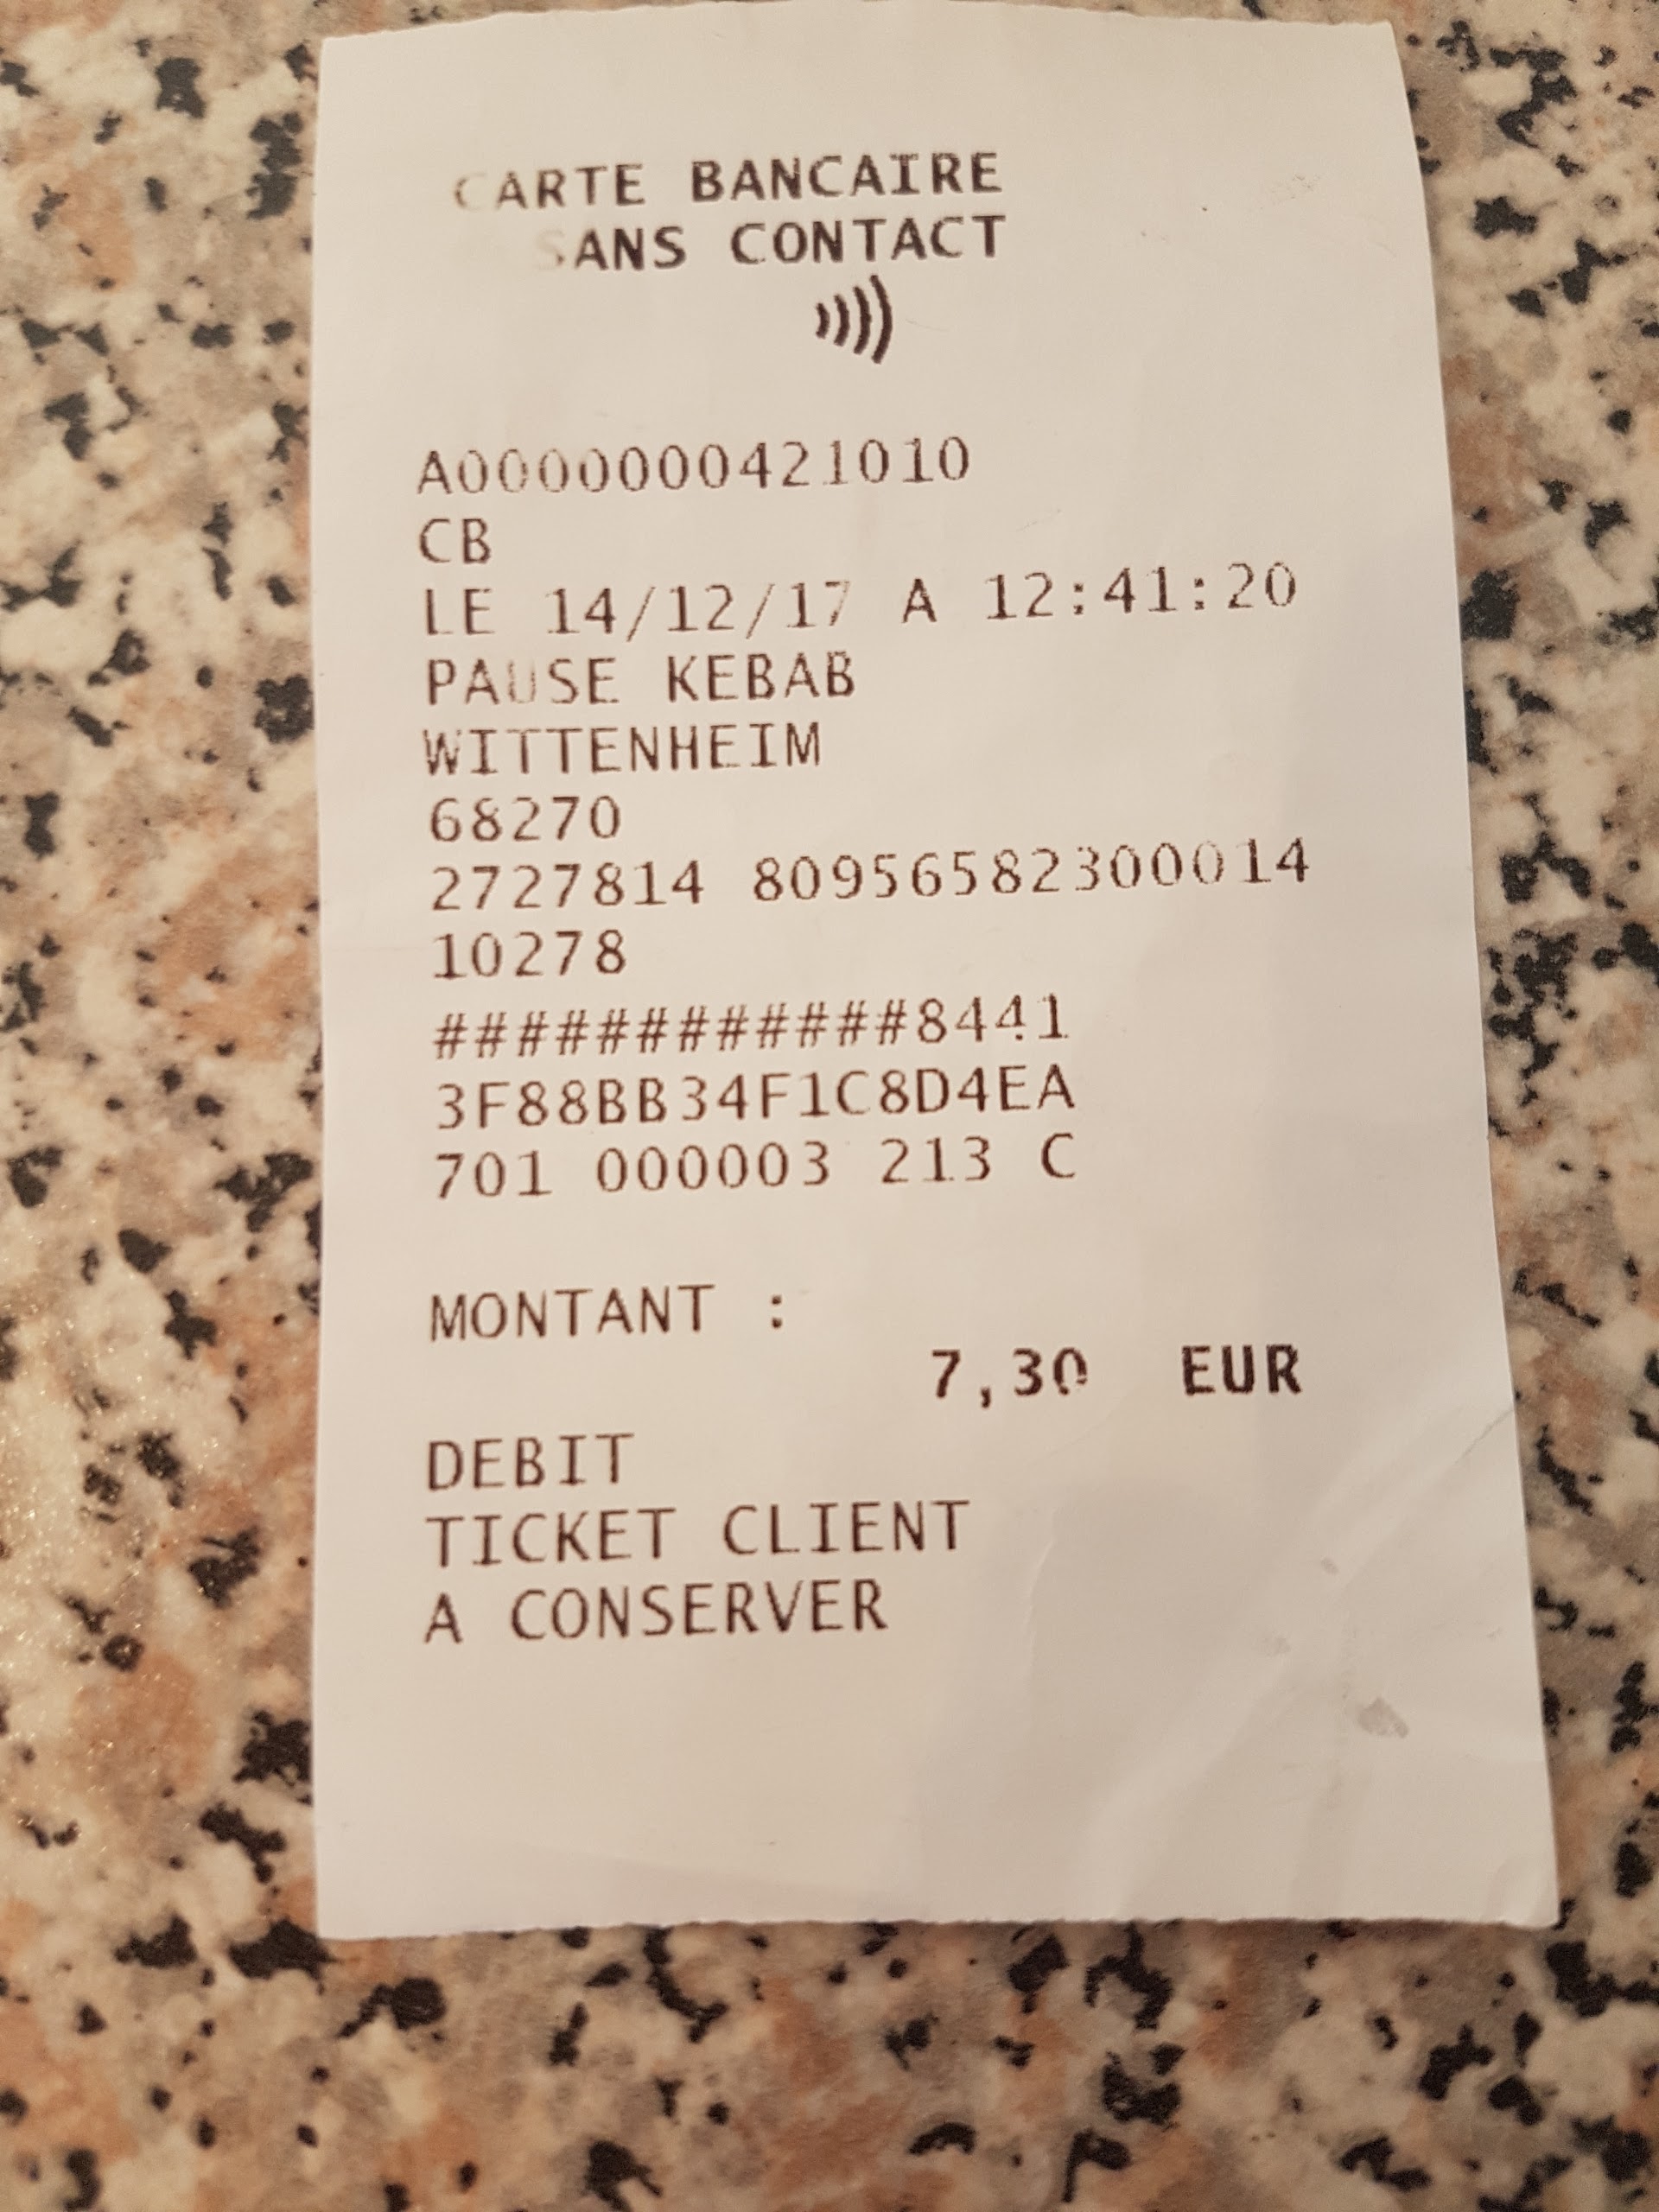 CARTE BANCAIRE
SANS CONTACT
A0000000421010
CB
LE 14/12/17 A 12:41:20
PAUSE KEBAB
WITTENHEIM
68270
2727814 80956582300014
10278
############8441
3F88BB34F1C8D4EA
701 000003 213 C
MONTANT :
7,30 EUR
DEBIT
TICKET CLIENT
A CONSERVER